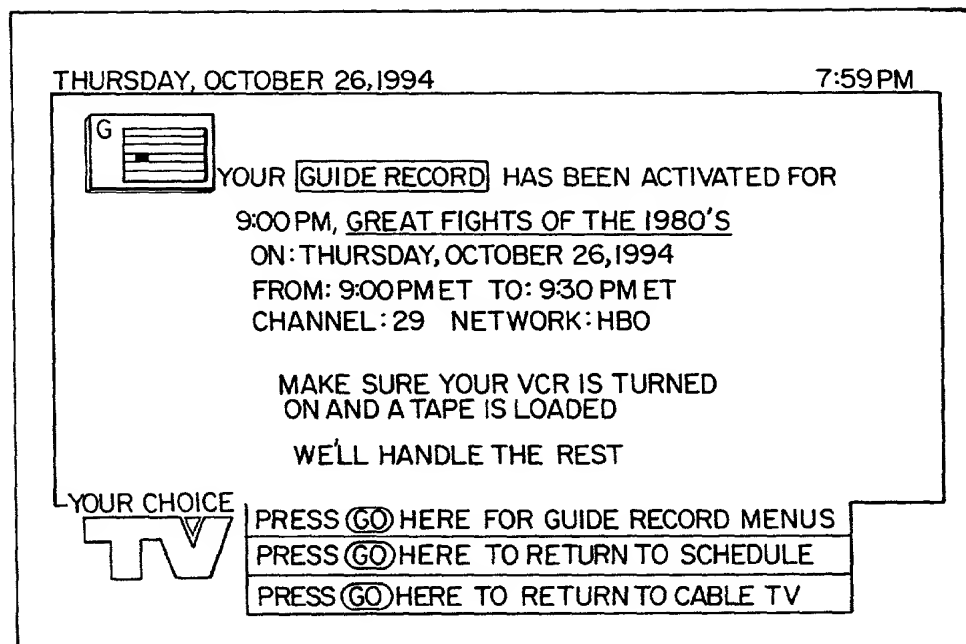 THURSDAY, OCTOBER 26, 1994 7:59 PM
G
YOUR GUIDE RECORD HAS BEEN ACTIVATED FOR
9:00 PM, GREAT FIGHTS OF THE 1980'S
ON: THURSDAY, OCTOBER 26, 1994
FROM: 9:00 PM ET TO: 9:30 PM ET
CHANNEL: 29 NETWORK: HBO
MAKE SURE YOUR VCR IS TURNED
ON AND A TAPE IS LOADED
WE'LL HANDLE THE REST
YOUR CHOICE
TV
PRESS GO HERE FOR GUIDE RECORD MENUS
PRESS GO HERE TO RETURN TO SCHEDULE
PRESS GO HERE TO RETURN TO CABLE TV